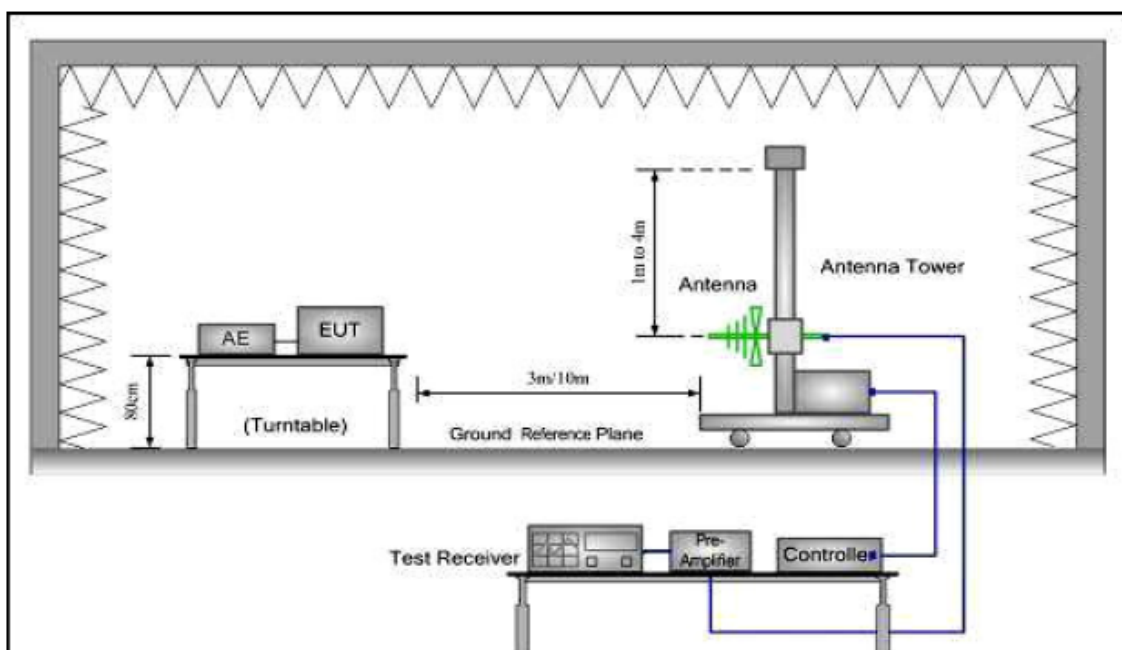 1m to 4m
Antenna
Antenna Tower
AE
EUT
80cm
3m/10m
(Turntable)
Ground Reference Plane
Test Receiver
Pre-
Amplifier
Controlle